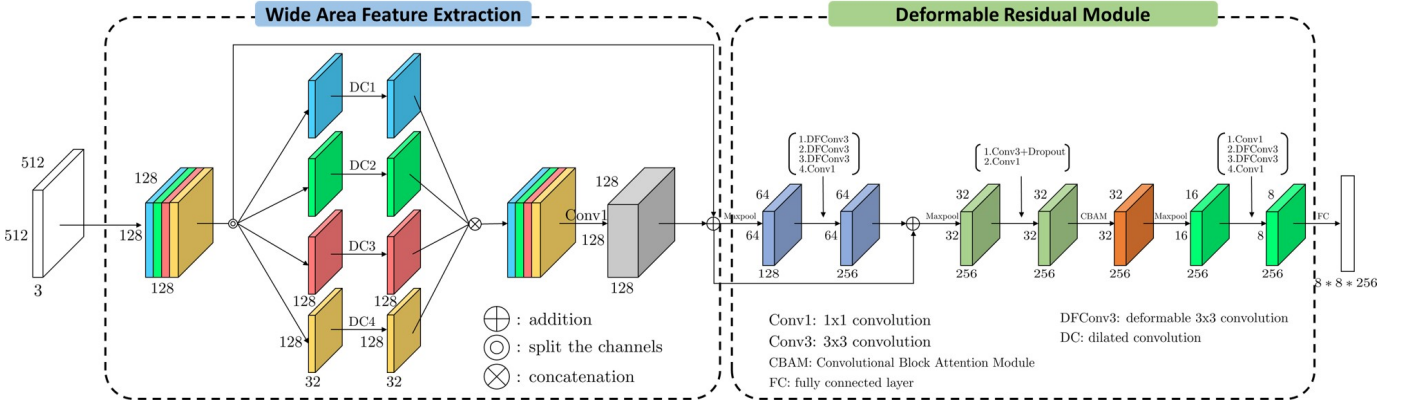 Wide Area Feature Extraction
Deformable Residual Module
512
512
3
128
128
128
DC1
DC2
DC3
128
128
DC4
128
128
32
32
Conv1
128
128
128
: addition
: split the channels
: concatenation
Maxpool
64
64
128
1.DFConv3
2.DFConv3
3.DFConv3
4.Conv1
64
64
256
Maxpool
32
32
256
1.Conv3+Dropout
2.Conv1
32
32
256
CBAM
32
32
256
Maxpool
16
16
256
1.Conv1
2.DFConv3
3.DFConv3
4.Conv1
8
8
256
FC
8 * 8 * 256
Conv1: 1x1 convolution
Conv3: 3x3 convolution
CBAM: Convolutional Block Attention Module
FC: fully connected layer
DFConv3: deformable 3x3 convolution
DC: dilated convolution